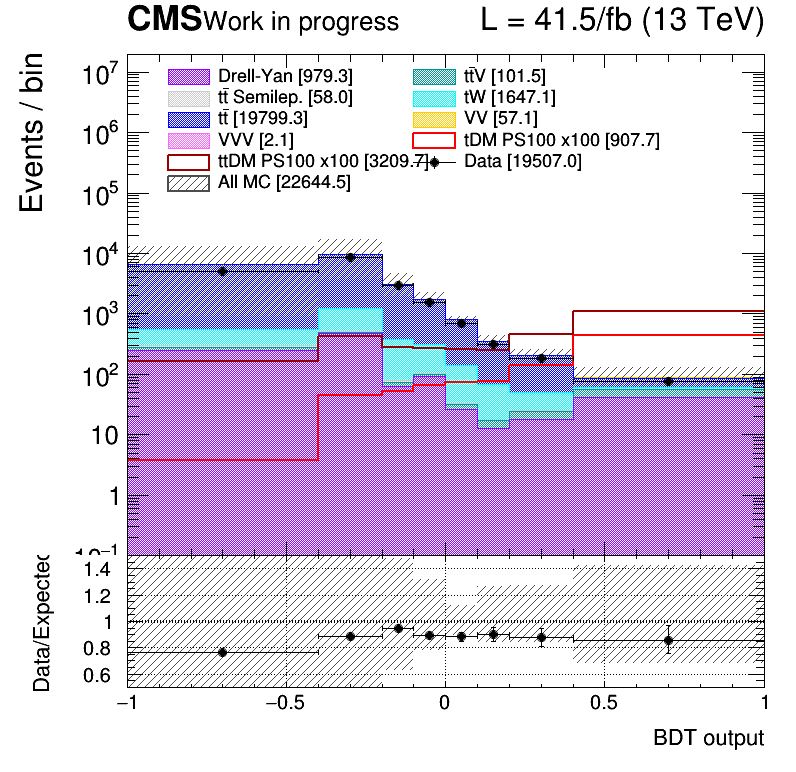 CMS Work in progress L = 41.5/fb (13 TeV)
Events / bin
Drell-Yan [979.3] tt̄V [101.5]
tt̄ Semilep. [58.0] tW [1647.1]
tt̄ [19799.3] VV [57.1]
VVV [2.1] tDM PS100 x100 [907.7]
ttDM PS100 x100 [3209.7] Data [19507.0]
All MC [22644.5]
10⁷
10⁶
10⁵
10⁴
10³
10²
10
1
10⁻¹
Data/Expected
1.4
1.2
1
0.8
0.6
−1 −0.5 0 0.5 1
BDT output